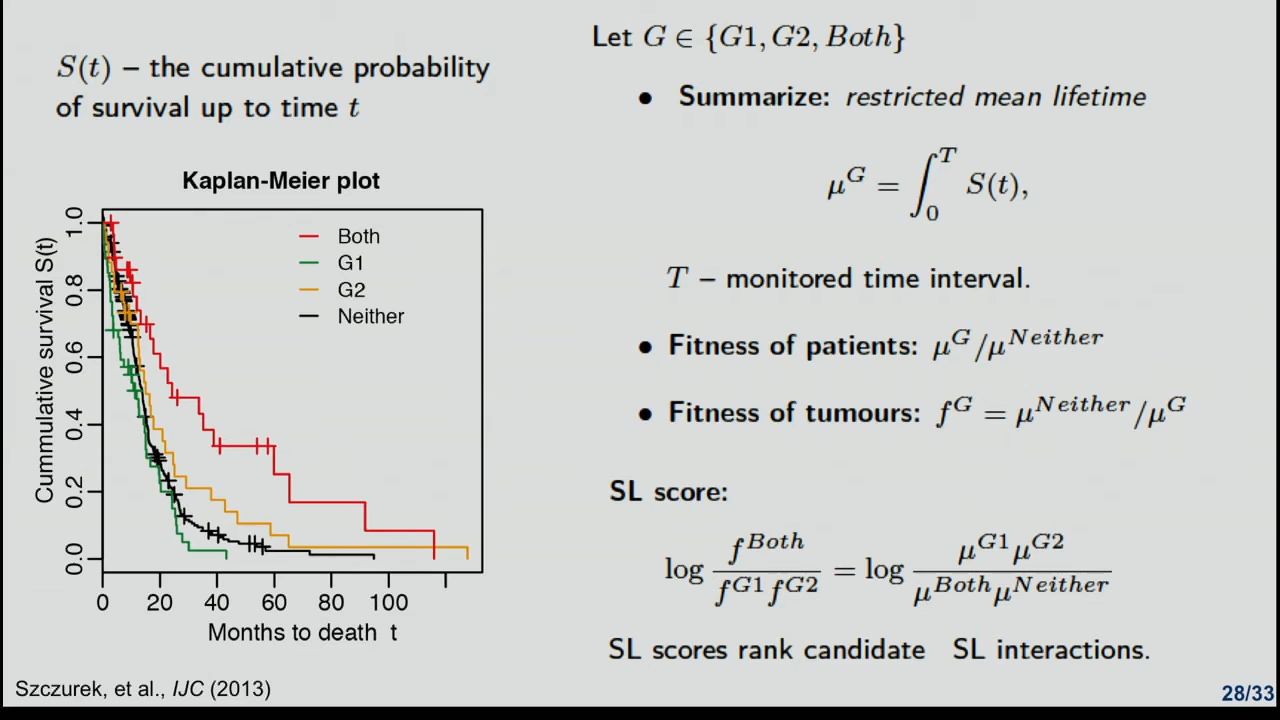 S(t) – the cumulative probability
of survival up to time t
Kaplan-Meier plot
Cummulative survival S(t)
1.0
0.8
0.6
0.4
0.2
0.0
Both
G1
G2
Neither
0 20 40 60 80 100
Months to death t
Szczurek, et al., IJC (2013)
Let G ∈ {G1, G2, Both}
• Summarize: restricted mean lifetime
μ^G = ∫_0^T S(t),
T – monitored time interval.
• Fitness of patients: μ^G/μ^Neither
• Fitness of tumours: f^G = μ^Neither/μ^G
SL score:
log f^Both / f^G1 f^G2 = log μ^G1 μ^G2 / μ^Both μ^Neither
SL scores rank candidate SL interactions.
28/33